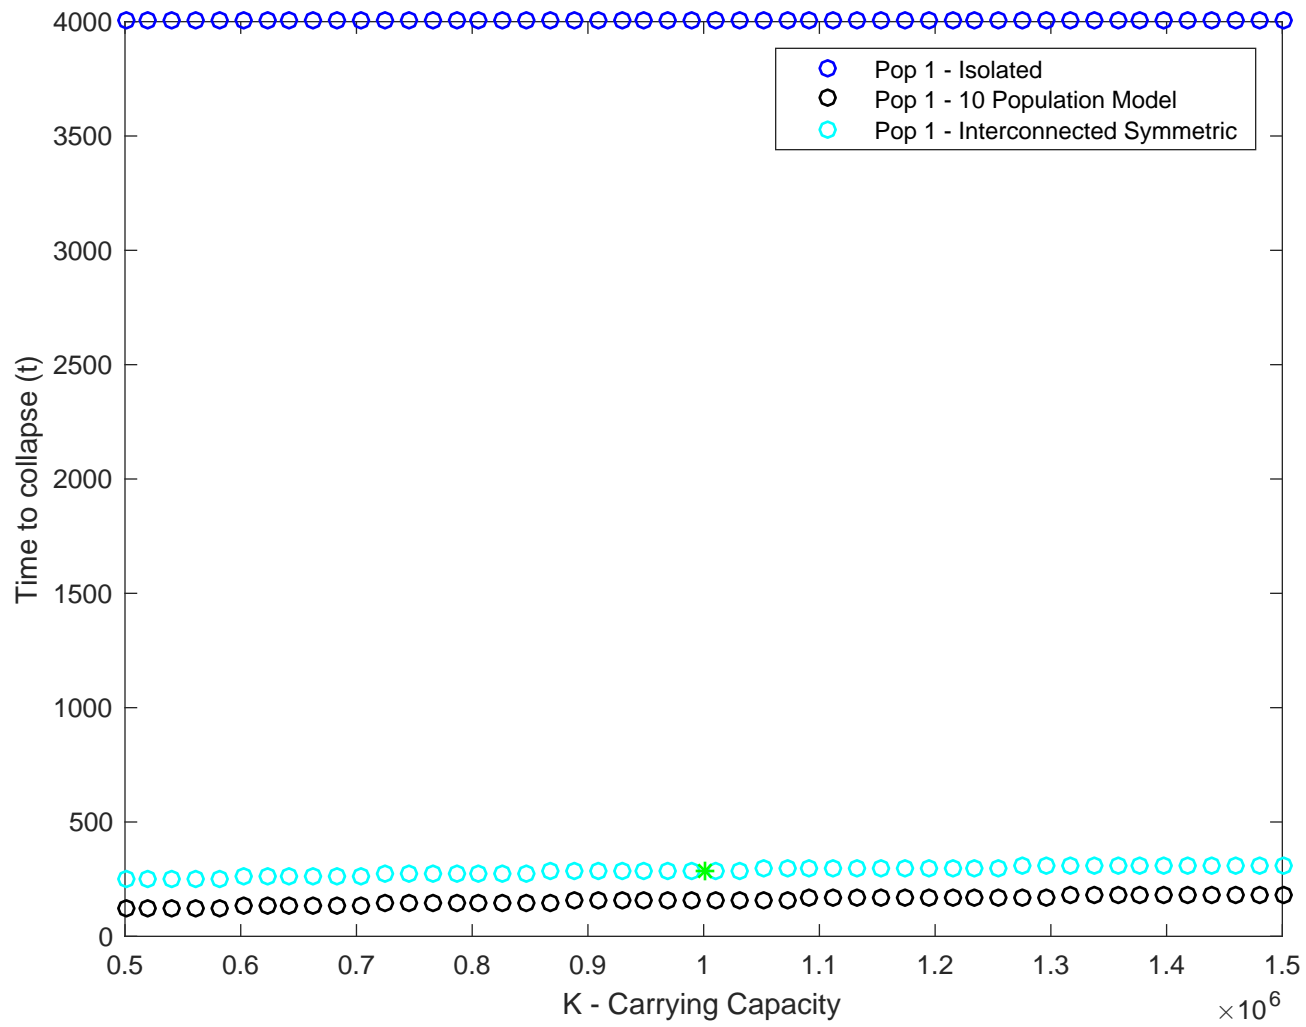 4000
3500
3000
2500
2000
1500
1000
500
0
Time to collapse (t)
Pop 1 - Isolated
Pop 1 - 10 Population Model
Pop 1 - Interconnected Symmetric
0.5 0.6 0.7 0.8 0.9 1 1.1 1.2 1.3 1.4 1.5
K - Carrying Capacity
×10^6